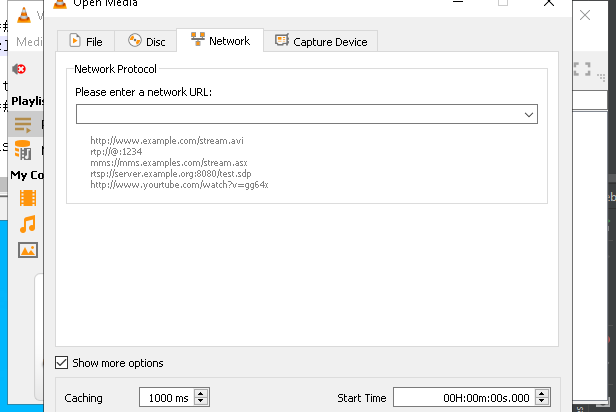 Open Media
V
Medi
File
Disc
Network
Capture Device
Network Protocol
Please enter a network URL:
http://www.example.com/stream.avi
rtp://@:1234
mms://mms.examples.com/stream.asx
rtsp://server.example.org:8080/test.sdp
http://www.yourtube.com/watch?v=gg64x
Playlis
My Co
Show more options
Caching
1000 ms
Start Time
00H:00m:00s.000